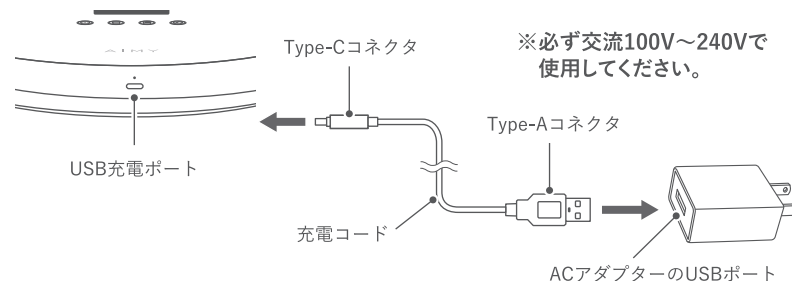 Type-Cコネクタ
※必ず交流100V～240Vで
使用してください。
Type-Aコネクタ
USB充電ポート
充電コード
ACアダプターのUSBポート